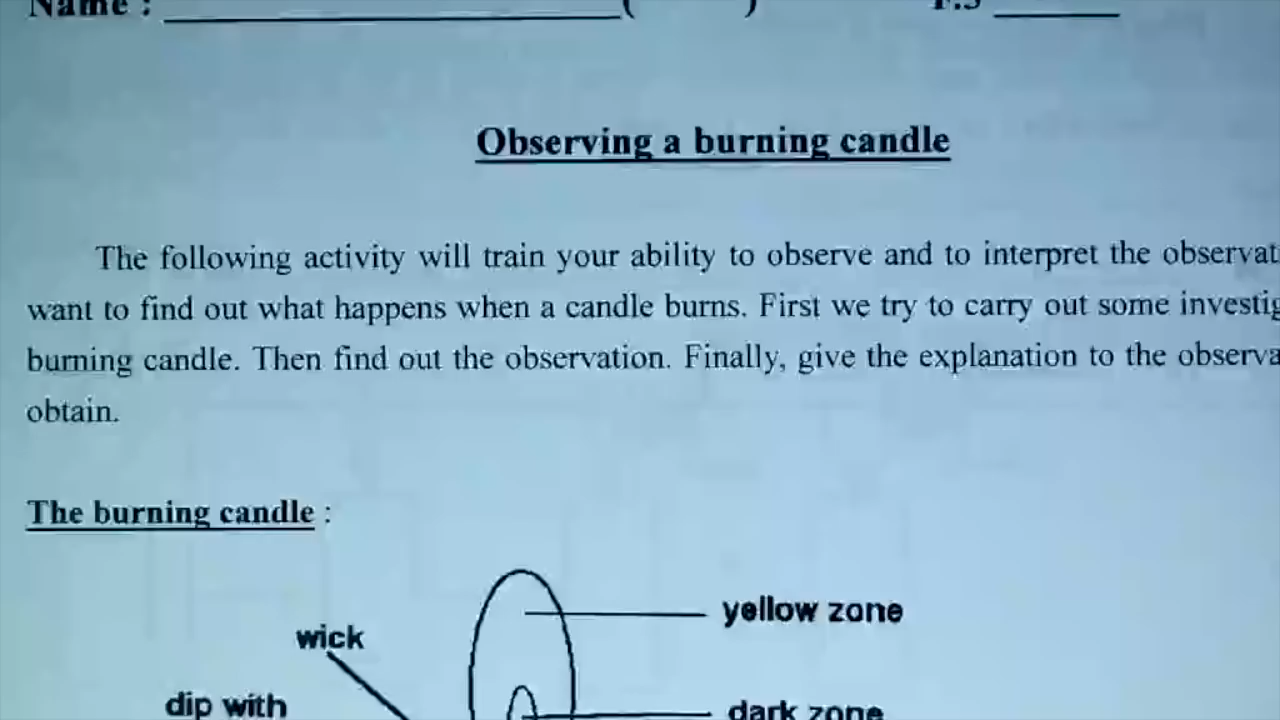 Name : ( ) F.3
Observing a burning candle
The following activity will train your ability to observe and to interpret the
want to find out what happens when a candle burns. First we try to carry out some
burning candle. Then find out the observation. Finally, give the explanation to the
obtain.
The burning candle :
yellow zone
wick
dip with
dark zone